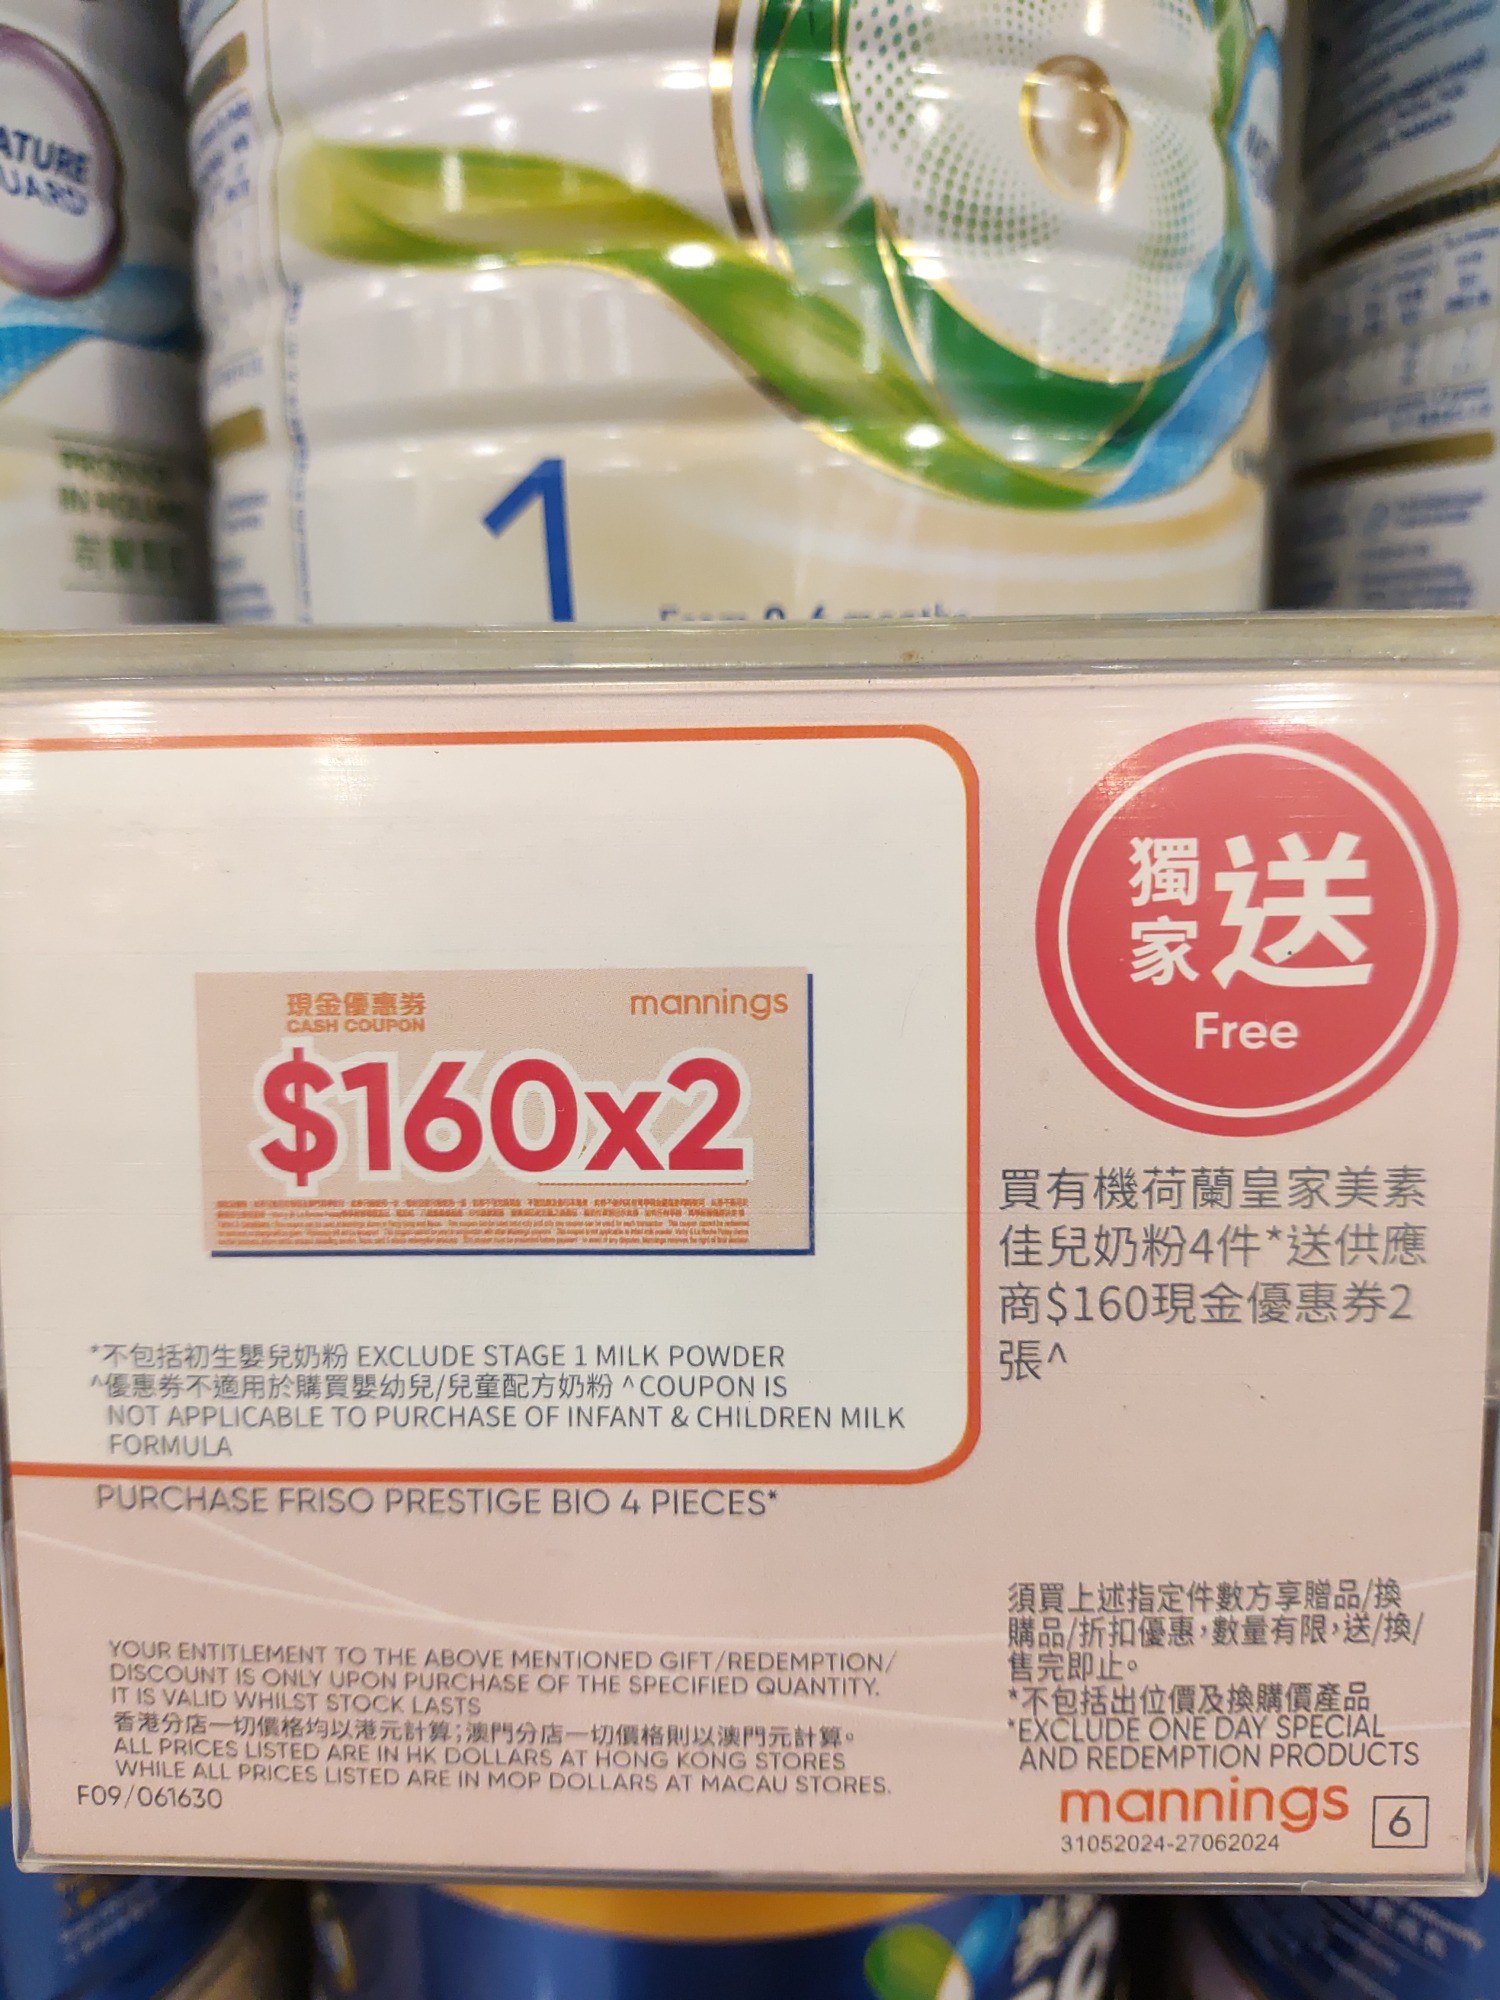 ATURE
UARD
1
獨家送
Free
現金優惠券
CASH COUPON
mannings
$160x2
買有機荷蘭皇家美素
佳兒奶粉4件*送供應
商$160現金優惠券2
張^
*不包括初生嬰兒奶粉 EXCLUDE STAGE 1 MILK POWDER
^優惠券不適用於購買嬰幼兒/兒童配方奶粉 ^COUPON IS
NOT APPLICABLE TO PURCHASE OF INFANT & CHILDREN MILK
FORMULA
PURCHASE FRISO PRESTIGE BIO 4 PIECES*
須買上述指定件數方享贈品/換
購品/折扣優惠，數量有限，送/換/
售完即止。
*不包括出位價及換購價產品
*EXCLUDE ONE DAY SPECIAL
AND REDEMPTION PRODUCTS
YOUR ENTITLEMENT TO THE ABOVE MENTIONED GIFT/REDEMPTION/
DISCOUNT IS ONLY UPON PURCHASE OF THE SPECIFIED QUANTITY.
IT IS VALID WHILST STOCK LASTS
香港分店一切價格均以港元計算；澳門分店一切價格則以澳門元計算。
ALL PRICES LISTED ARE IN HK DOLLARS AT HONG KONG STORES
WHILE ALL PRICES LISTED ARE IN MOP DOLLARS AT MACAU STORES.
F09/061630
mannings
31052024-27062024
6